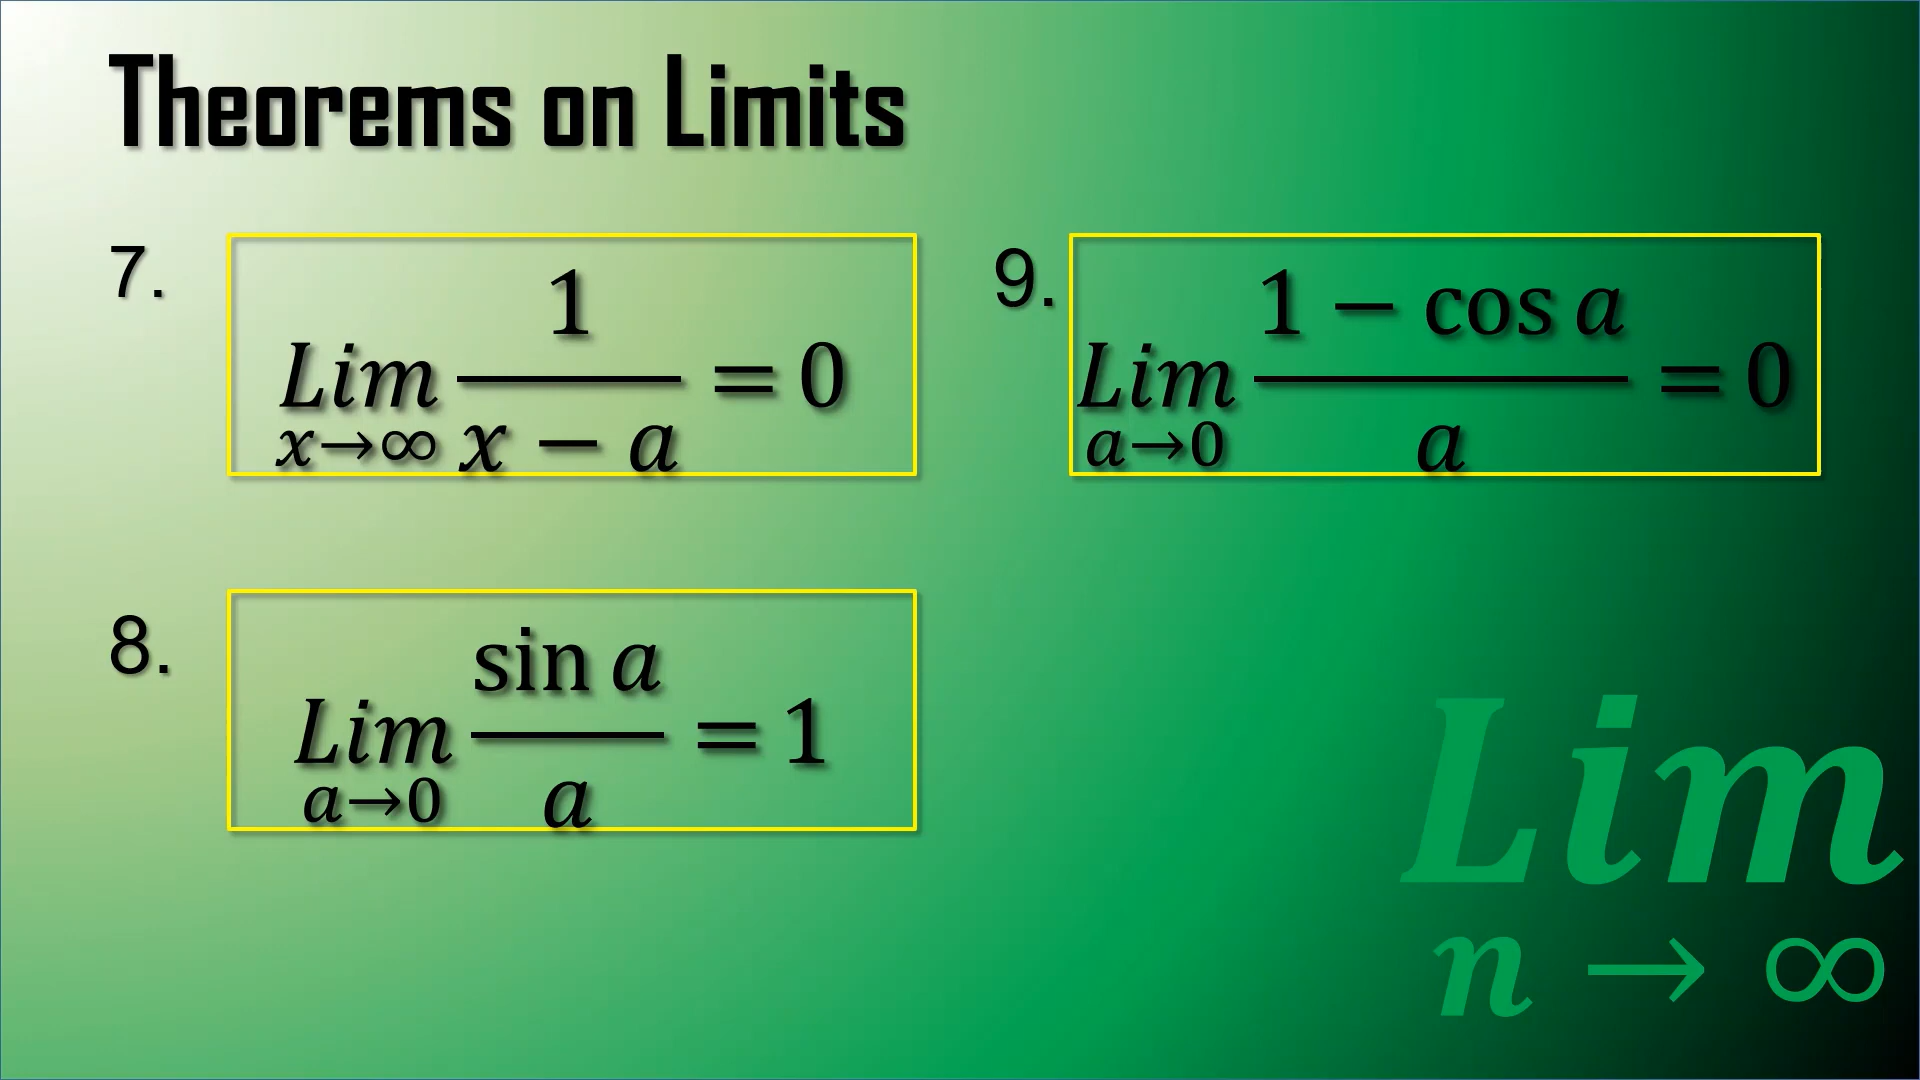 Theorems on Limits
7.
1
Lim ─── = 0
x→∞ x − a
8.
sin a
Lim ─── = 1
a→0 a
9.
1 − cos a
Lim ─── = 0
a→0 a
Lim
n → ∞